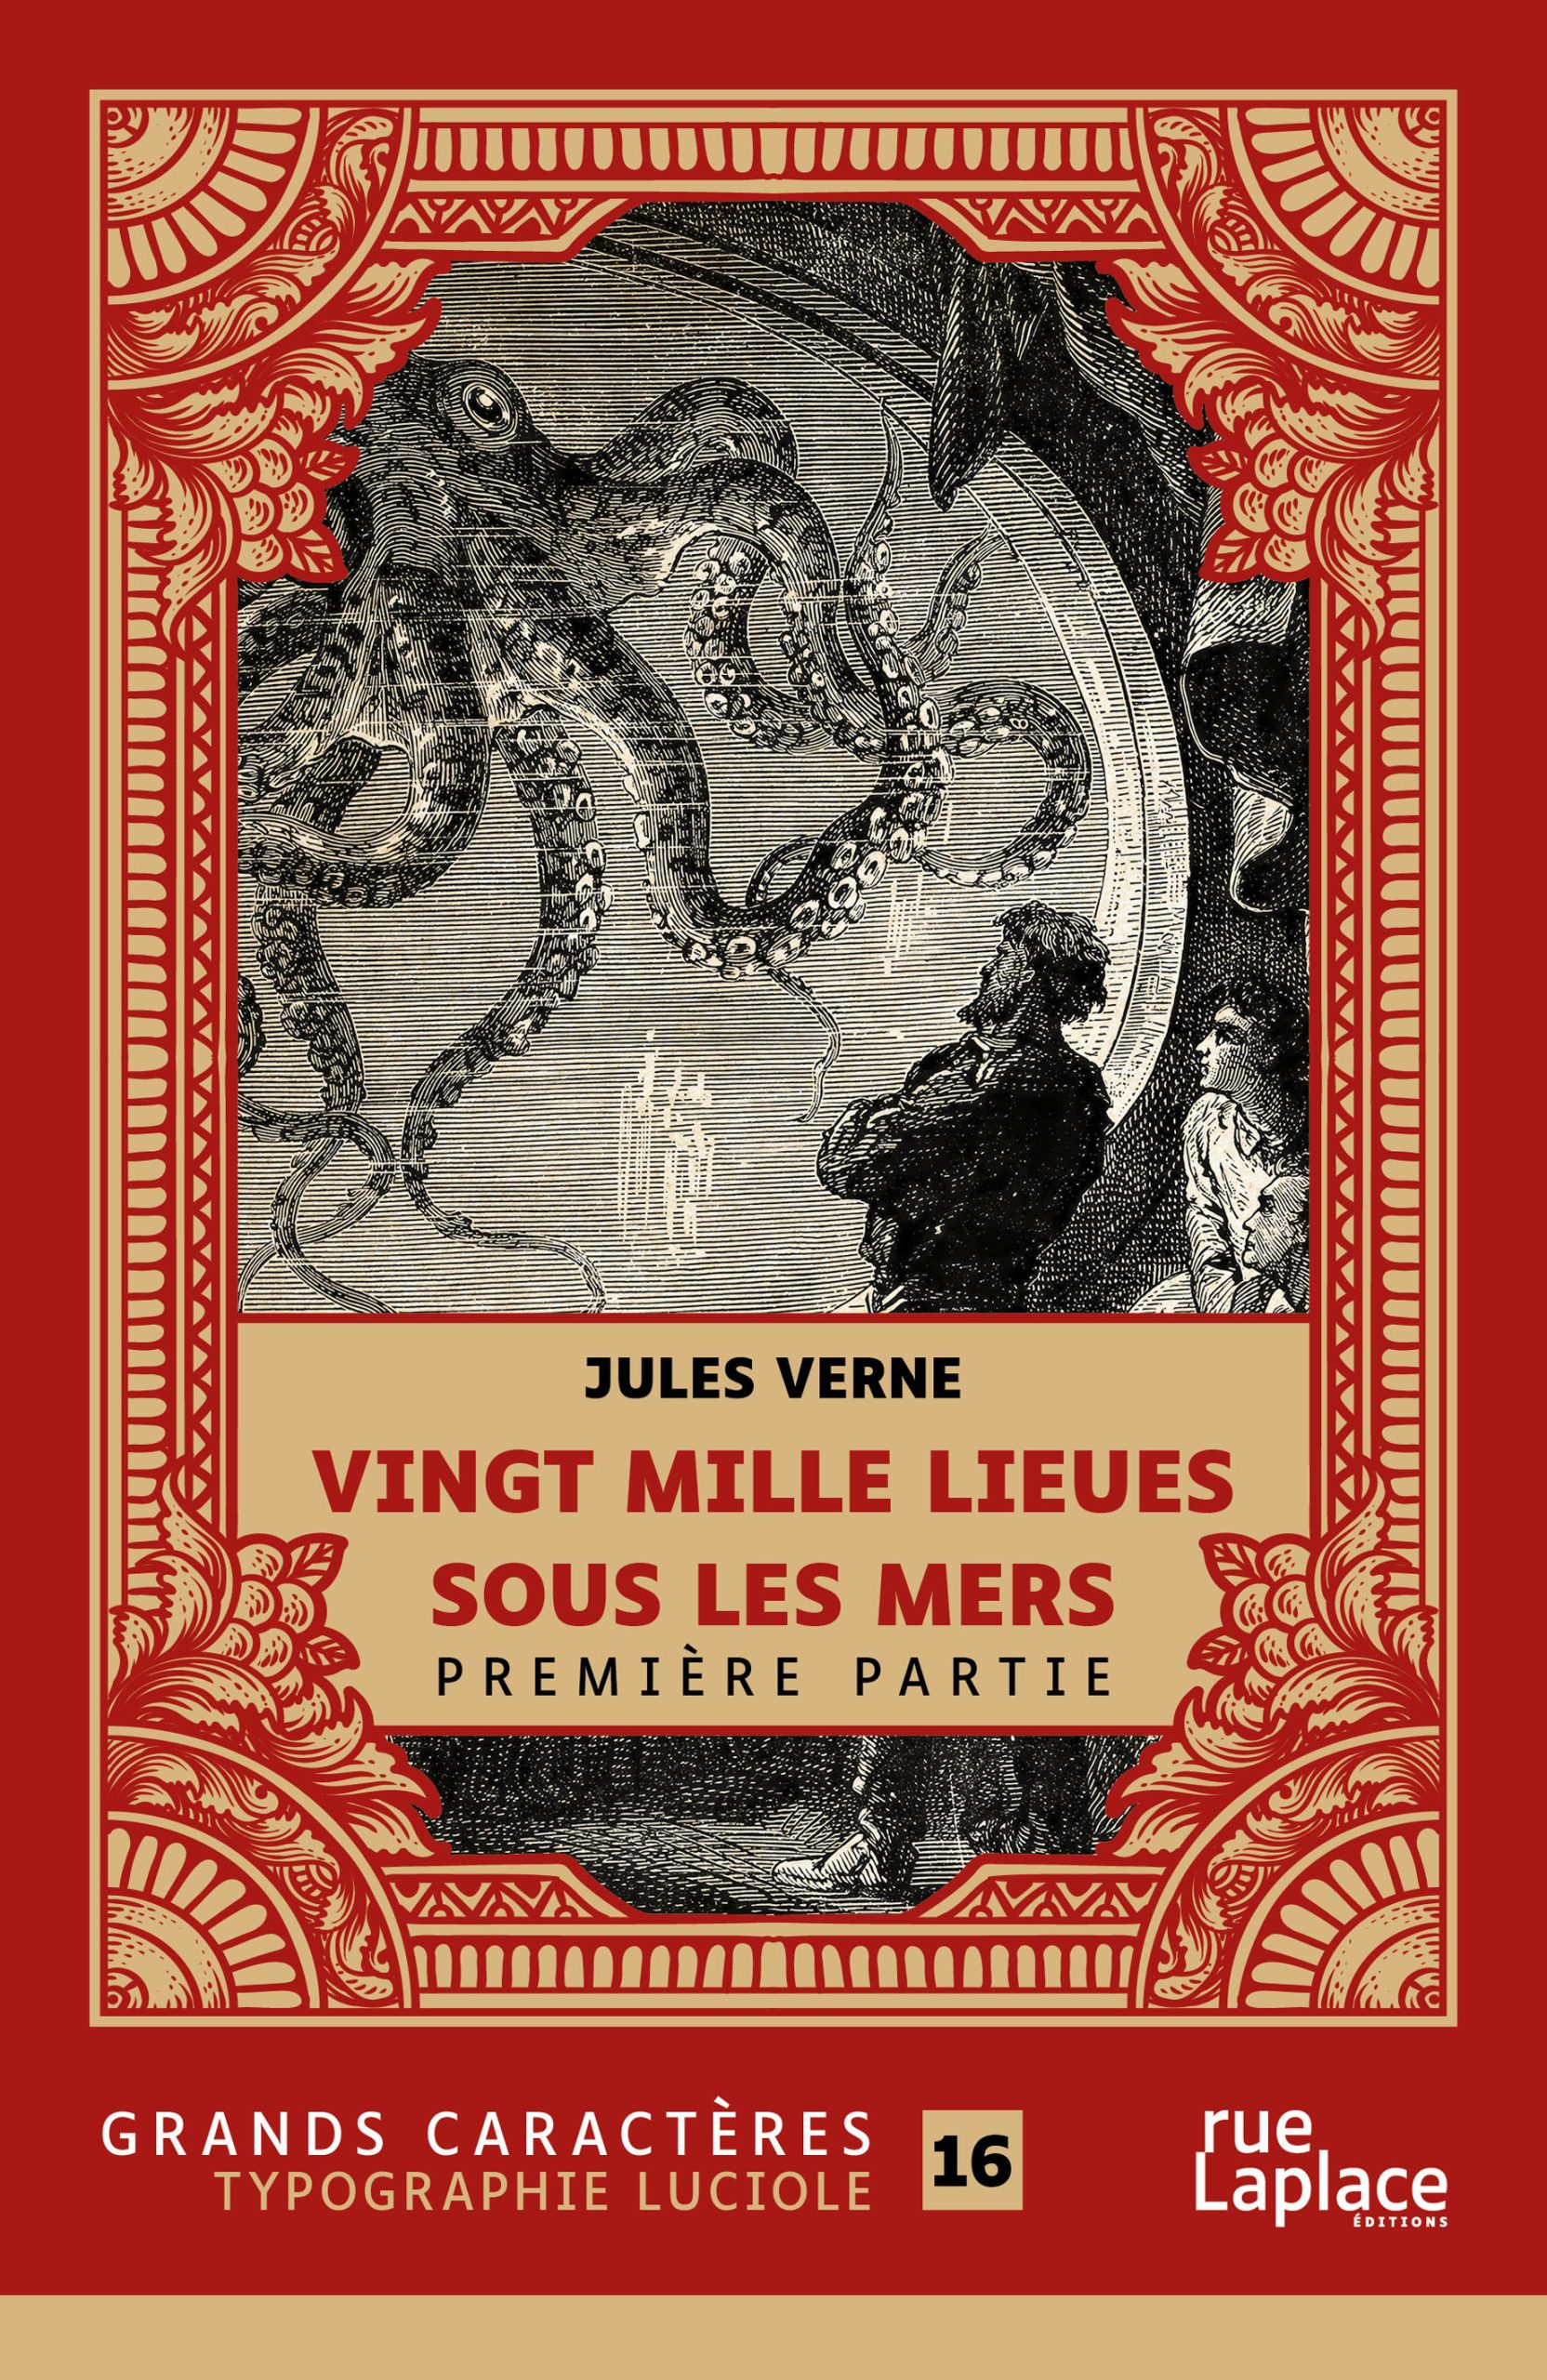 JULES VERNE
VINGT MILLE LIEUES
SOUS LES MERS
PREMIÈRE PARTIE
GRANDS CARACTÈRES
TYPOGRAPHIE LUCIOLE
16
rue
Laplace
ÉDITIONS